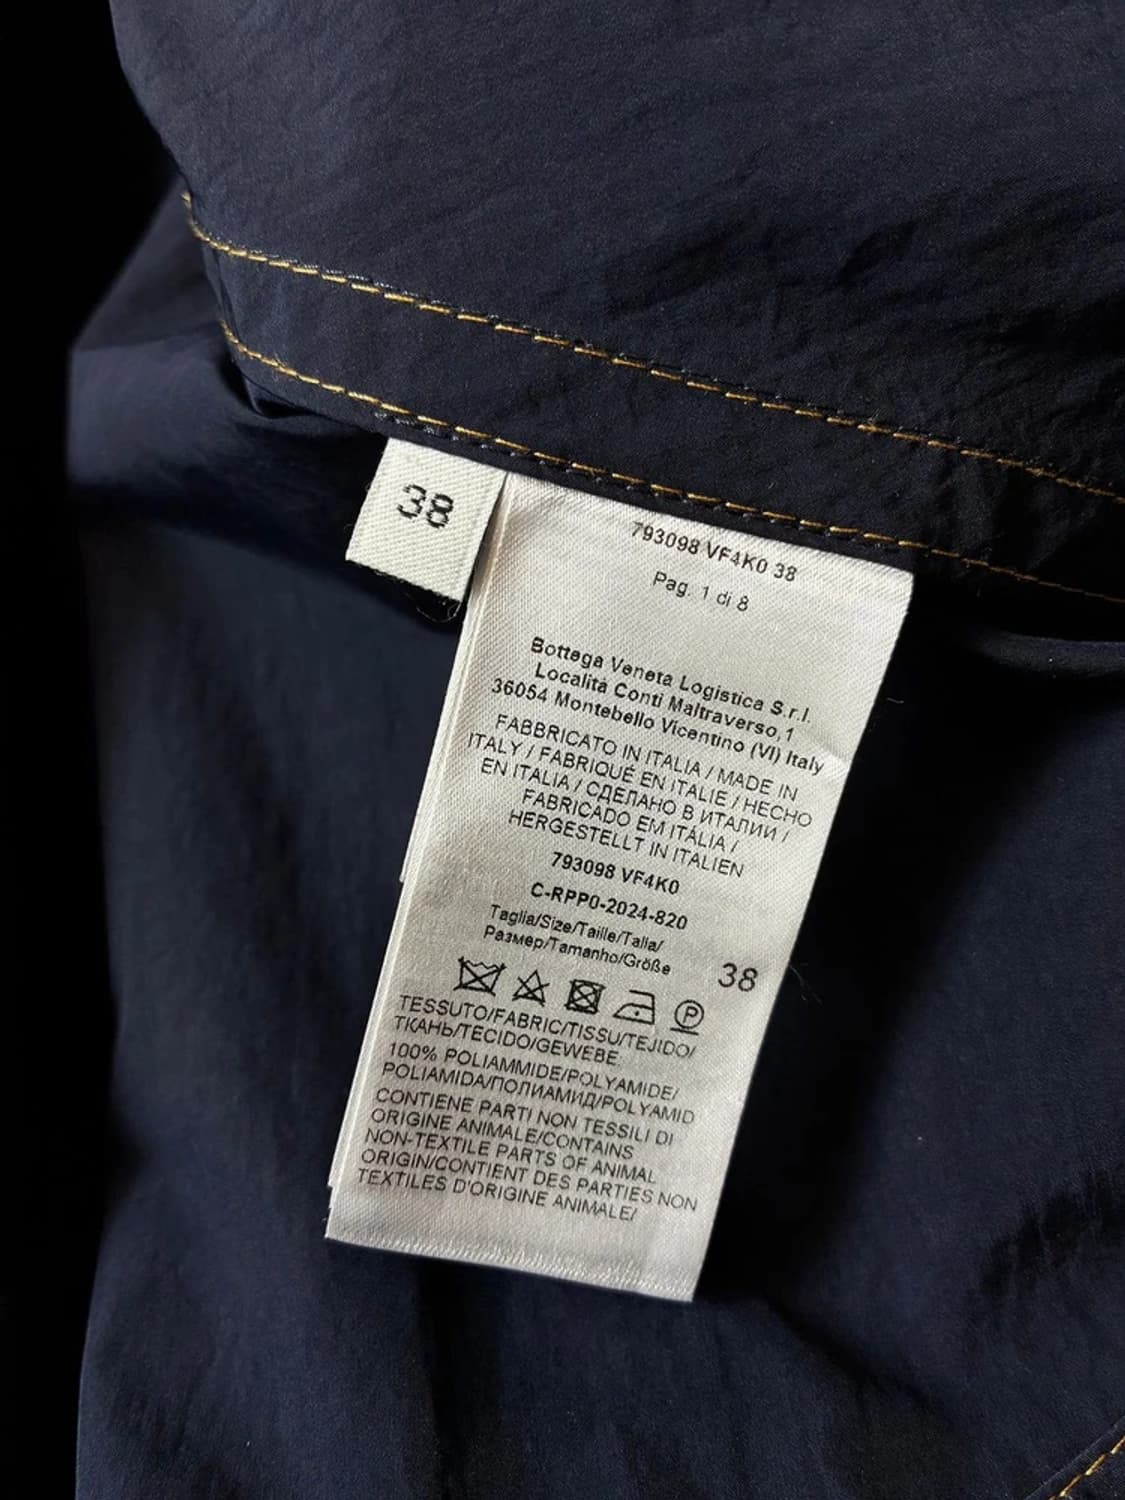 38
793098 VF4K0 38
Pag. 1 di 8
Bottega Veneta Logistica S.r.l.
Località Conti Maltraverso,1
36054 Montebello Vicentino (VI) Italy
FABBRICATO IN ITALIA / MADE IN
ITALY / FABRIQUÉ EN ITALIE / HECHO
EN ITALIA / СДЕЛАНО В ИТАЛИИ /
FABRICADO EM ITÁLIA /
HERGESTELLT IN ITALIEN
793098 VF4K0
C-RPP0-2024-820
Taglia/Size/Taille/Talla/
Размер/Tamanho/Größe 38
P
TESSUTO/FABRIC/TISSU/TEJIDO/
ТКАНЬ/TECIDO/GEWEBE
100% POLIAMMIDE/POLYAMIDE/
POLIAMIDA/ПОЛИАМИД/POLYAMID
CONTIENE PARTI NON TESSILI DI
ORIGINE ANIMALE/CONTAINS
NON-TEXTILE PARTS OF ANIMAL
ORIGIN/CONTIENT DES PARTIES NON
TEXTILES D'ORIGINE ANIMALE/